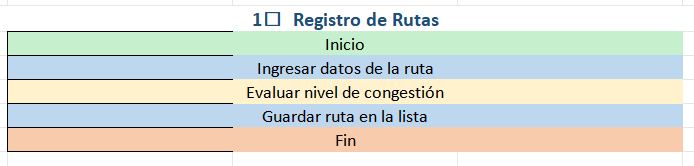 1□ Registro de Rutas
Inicio
Ingresar datos de la ruta
Evaluar nivel de congestión
Guardar ruta en la lista
Fin